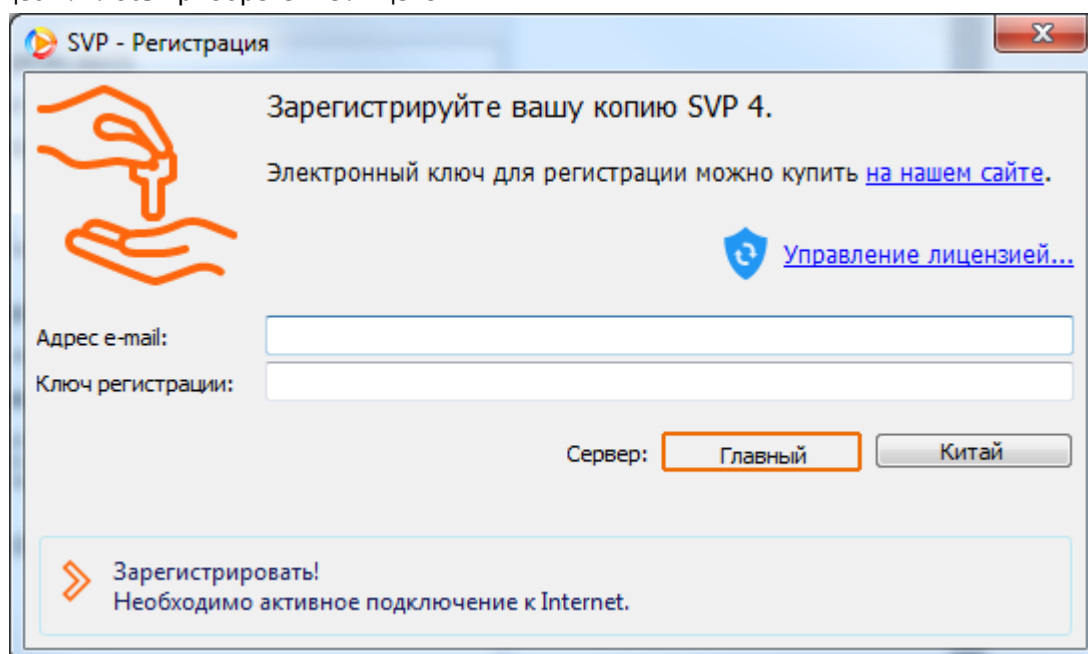 SVP - Регистрация
Зарегистрируйте вашу копию SVP 4.
Электронный ключ для регистрации можно купить на нашем сайте.
Управление лицензией...
Адрес e-mail:
Ключ регистрации:
Сервер: Главный Китай
Зарегистрировать!
Необходимо активное подключение к Internet.